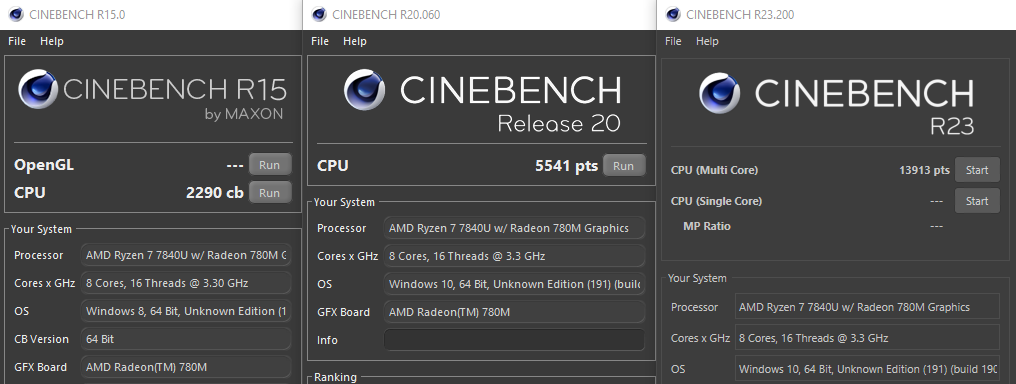 CINEBENCH R15.0
File Help
CINEBENCH R15
by MAXON
OpenGL --- Run
CPU 2290 cb Run
Your System
Processor AMD Ryzen 7 7840U w/ Radeon 780M G
Cores x GHz 8 Cores, 16 Threads @ 3.30 GHz
OS Windows 8, 64 Bit, Unknown Edition (1
CB Version 64 Bit
GFX Board AMD Radeon(TM) 780M
CINEBENCH R20.060
File Help
CINEBENCH
Release 20
CPU 5541 pts Run
Your System
Processor AMD Ryzen 7 7840U w/ Radeon 780M Graphics
Cores x GHz 8 Cores, 16 Threads @ 3.3 GHz
OS Windows 10, 64 Bit, Unknown Edition (191) (build
GFX Board AMD Radeon(TM) 780M
Info
Ranking
CINEBENCH R23.200
File Help
CINEBENCH
R23
CPU (Multi Core) 13913 pts Start
CPU (Single Core) --- Start
MP Ratio ---
Your System
Processor AMD Ryzen 7 7840U w/ Radeon 780M Graphics
Cores x GHz 8 Cores, 16 Threads @ 3.3 GHz
OS Windows 10, 64 Bit, Unknown Edition (191) (build 190